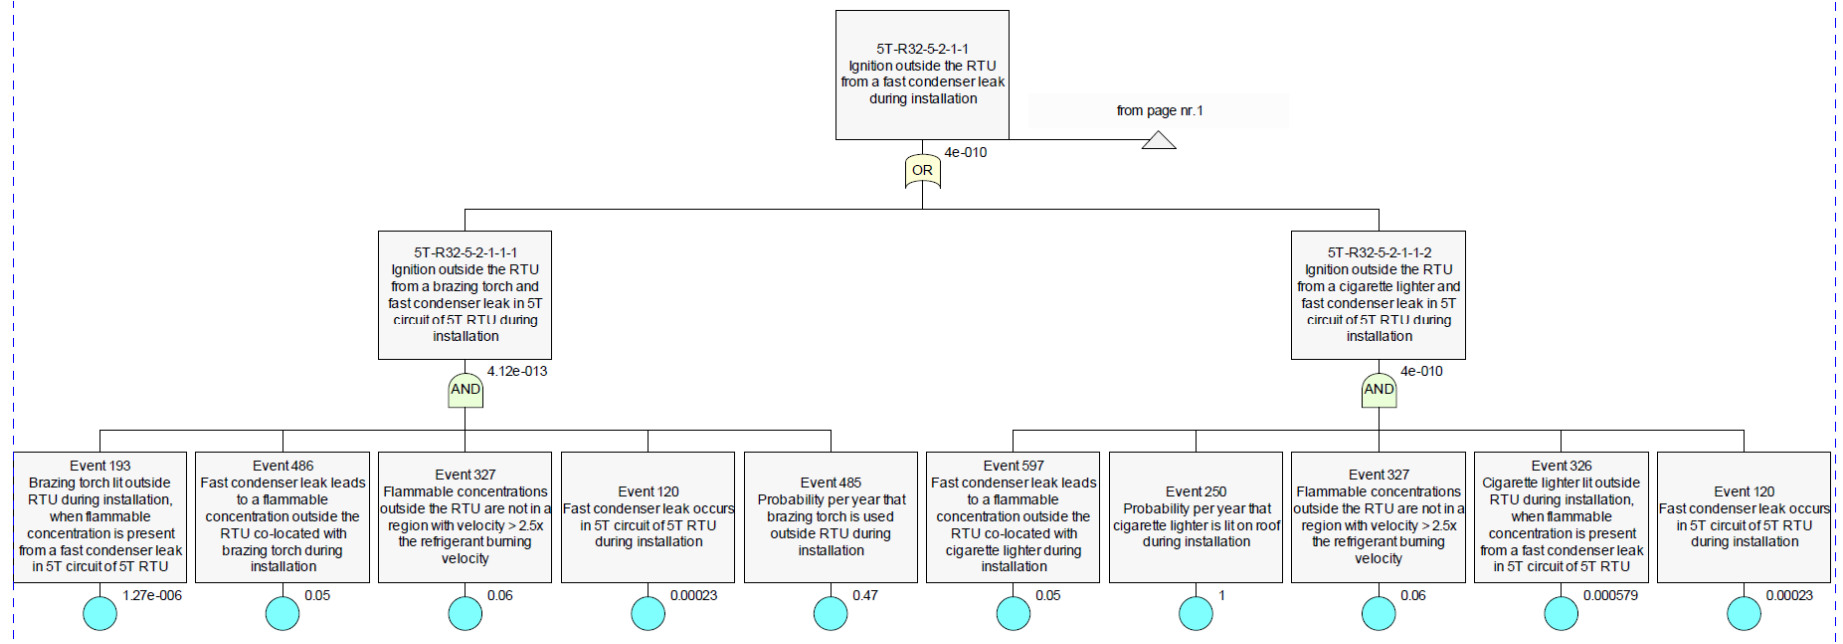 5T-R32-5-2-1-1
Ignition outside the RTU
from a fast condenser leak
during installation
from page nr.1
4e-010
OR
5T-R32-5-2-1-1-1
Ignition outside the RTU
from a brazing torch and
fast condenser leak in 5T
circuit of 5T RTU during
installation
4.12e-013
AND
5T-R32-5-2-1-1-2
Ignition outside the RTU
from a cigarette lighter and
fast condenser leak in 5T
circuit of 5T RTU during
installation
4e-010
AND
Event 193
Brazing torch lit outside
RTU during installation,
when flammable
concentration is present
from a fast condenser leak
in 5T circuit of 5T RTU
1.27e-006
Event 486
Fast condenser leak leads
to a flammable
concentration outside the
RTU co-located with
brazing torch during
installation
0.05
Event 327
Flammable concentrations
outside the RTU are not in a
region with velocity > 2.5x
the refrigerant burning
velocity
0.06
Event 120
Fast condenser leak occurs
in 5T circuit of 5T RTU
during installation
0.00023
Event 485
Probability per year that
brazing torch is used
outside RTU during
installation
0.47
Event 597
Fast condenser leak leads
to a flammable
concentration outside the
RTU co-located with
cigarette lighter during
installation
0.05
Event 250
Probability per year that
cigarette lighter is lit on roof
during installation
1
Event 327
Flammable concentrations
outside the RTU are not in a
region with velocity > 2.5x
the refrigerant burning
velocity
0.06
Event 326
Cigarette lighter lit outside
RTU during installation,
when flammable
concentration is present
from a fast condenser leak
in 5T circuit of 5T RTU
0.000579
Event 120
Fast condenser leak occurs
in 5T circuit of 5T RTU
during installation
0.00023